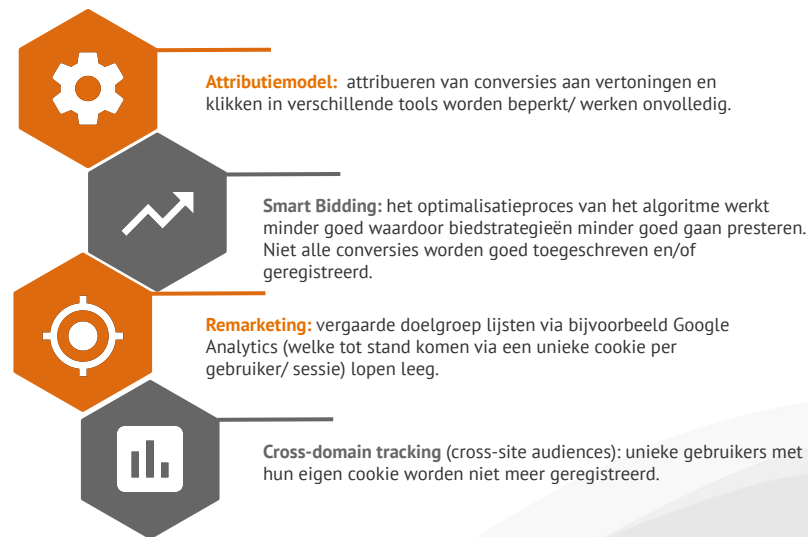 Attributiemodel: attribueren van conversies aan vertoningen en
klikken in verschillende tools worden beperkt/ werken onvolledig.
Smart Bidding: het optimalisatieproces van het algoritme werkt
minder goed waardoor biedstrategieën minder goed gaan presteren.
Niet alle conversies worden goed toegeschreven en/of
geregistreerd.
Remarketing: vergaarde doelgroep lijsten via bijvoorbeeld Google
Analytics (welke tot stand komen via een unieke cookie per
gebruiker/ sessie) lopen leeg.
Cross-domain tracking (cross-site audiences): unieke gebruikers met
hun eigen cookie worden niet meer geregistreerd.